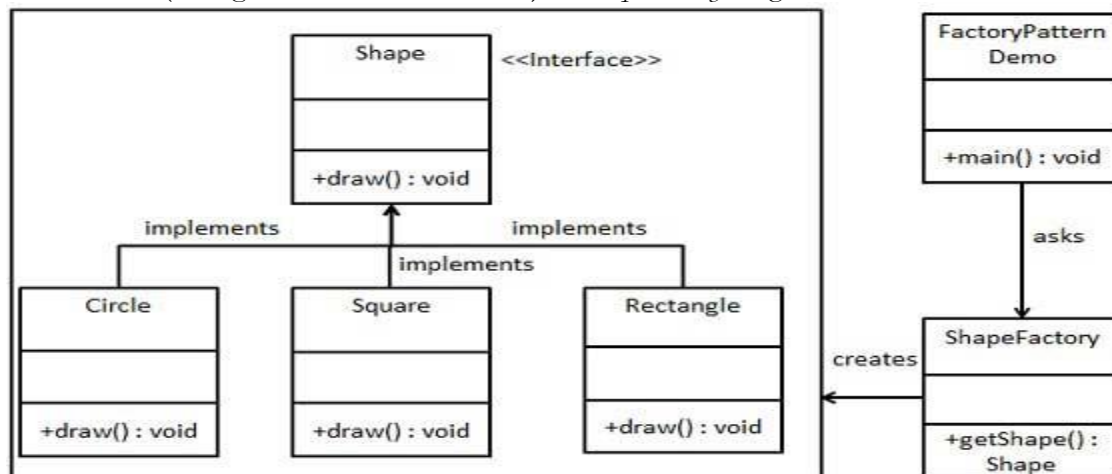 Shape
<<Interface>>
+draw() : void
FactoryPattern
Demo
+main() : void
implements
implements
implements
asks
Circle
+draw() : void
Square
+draw() : void
Rectangle
+draw() : void
creates
ShapeFactory
+getShape() :
Shape